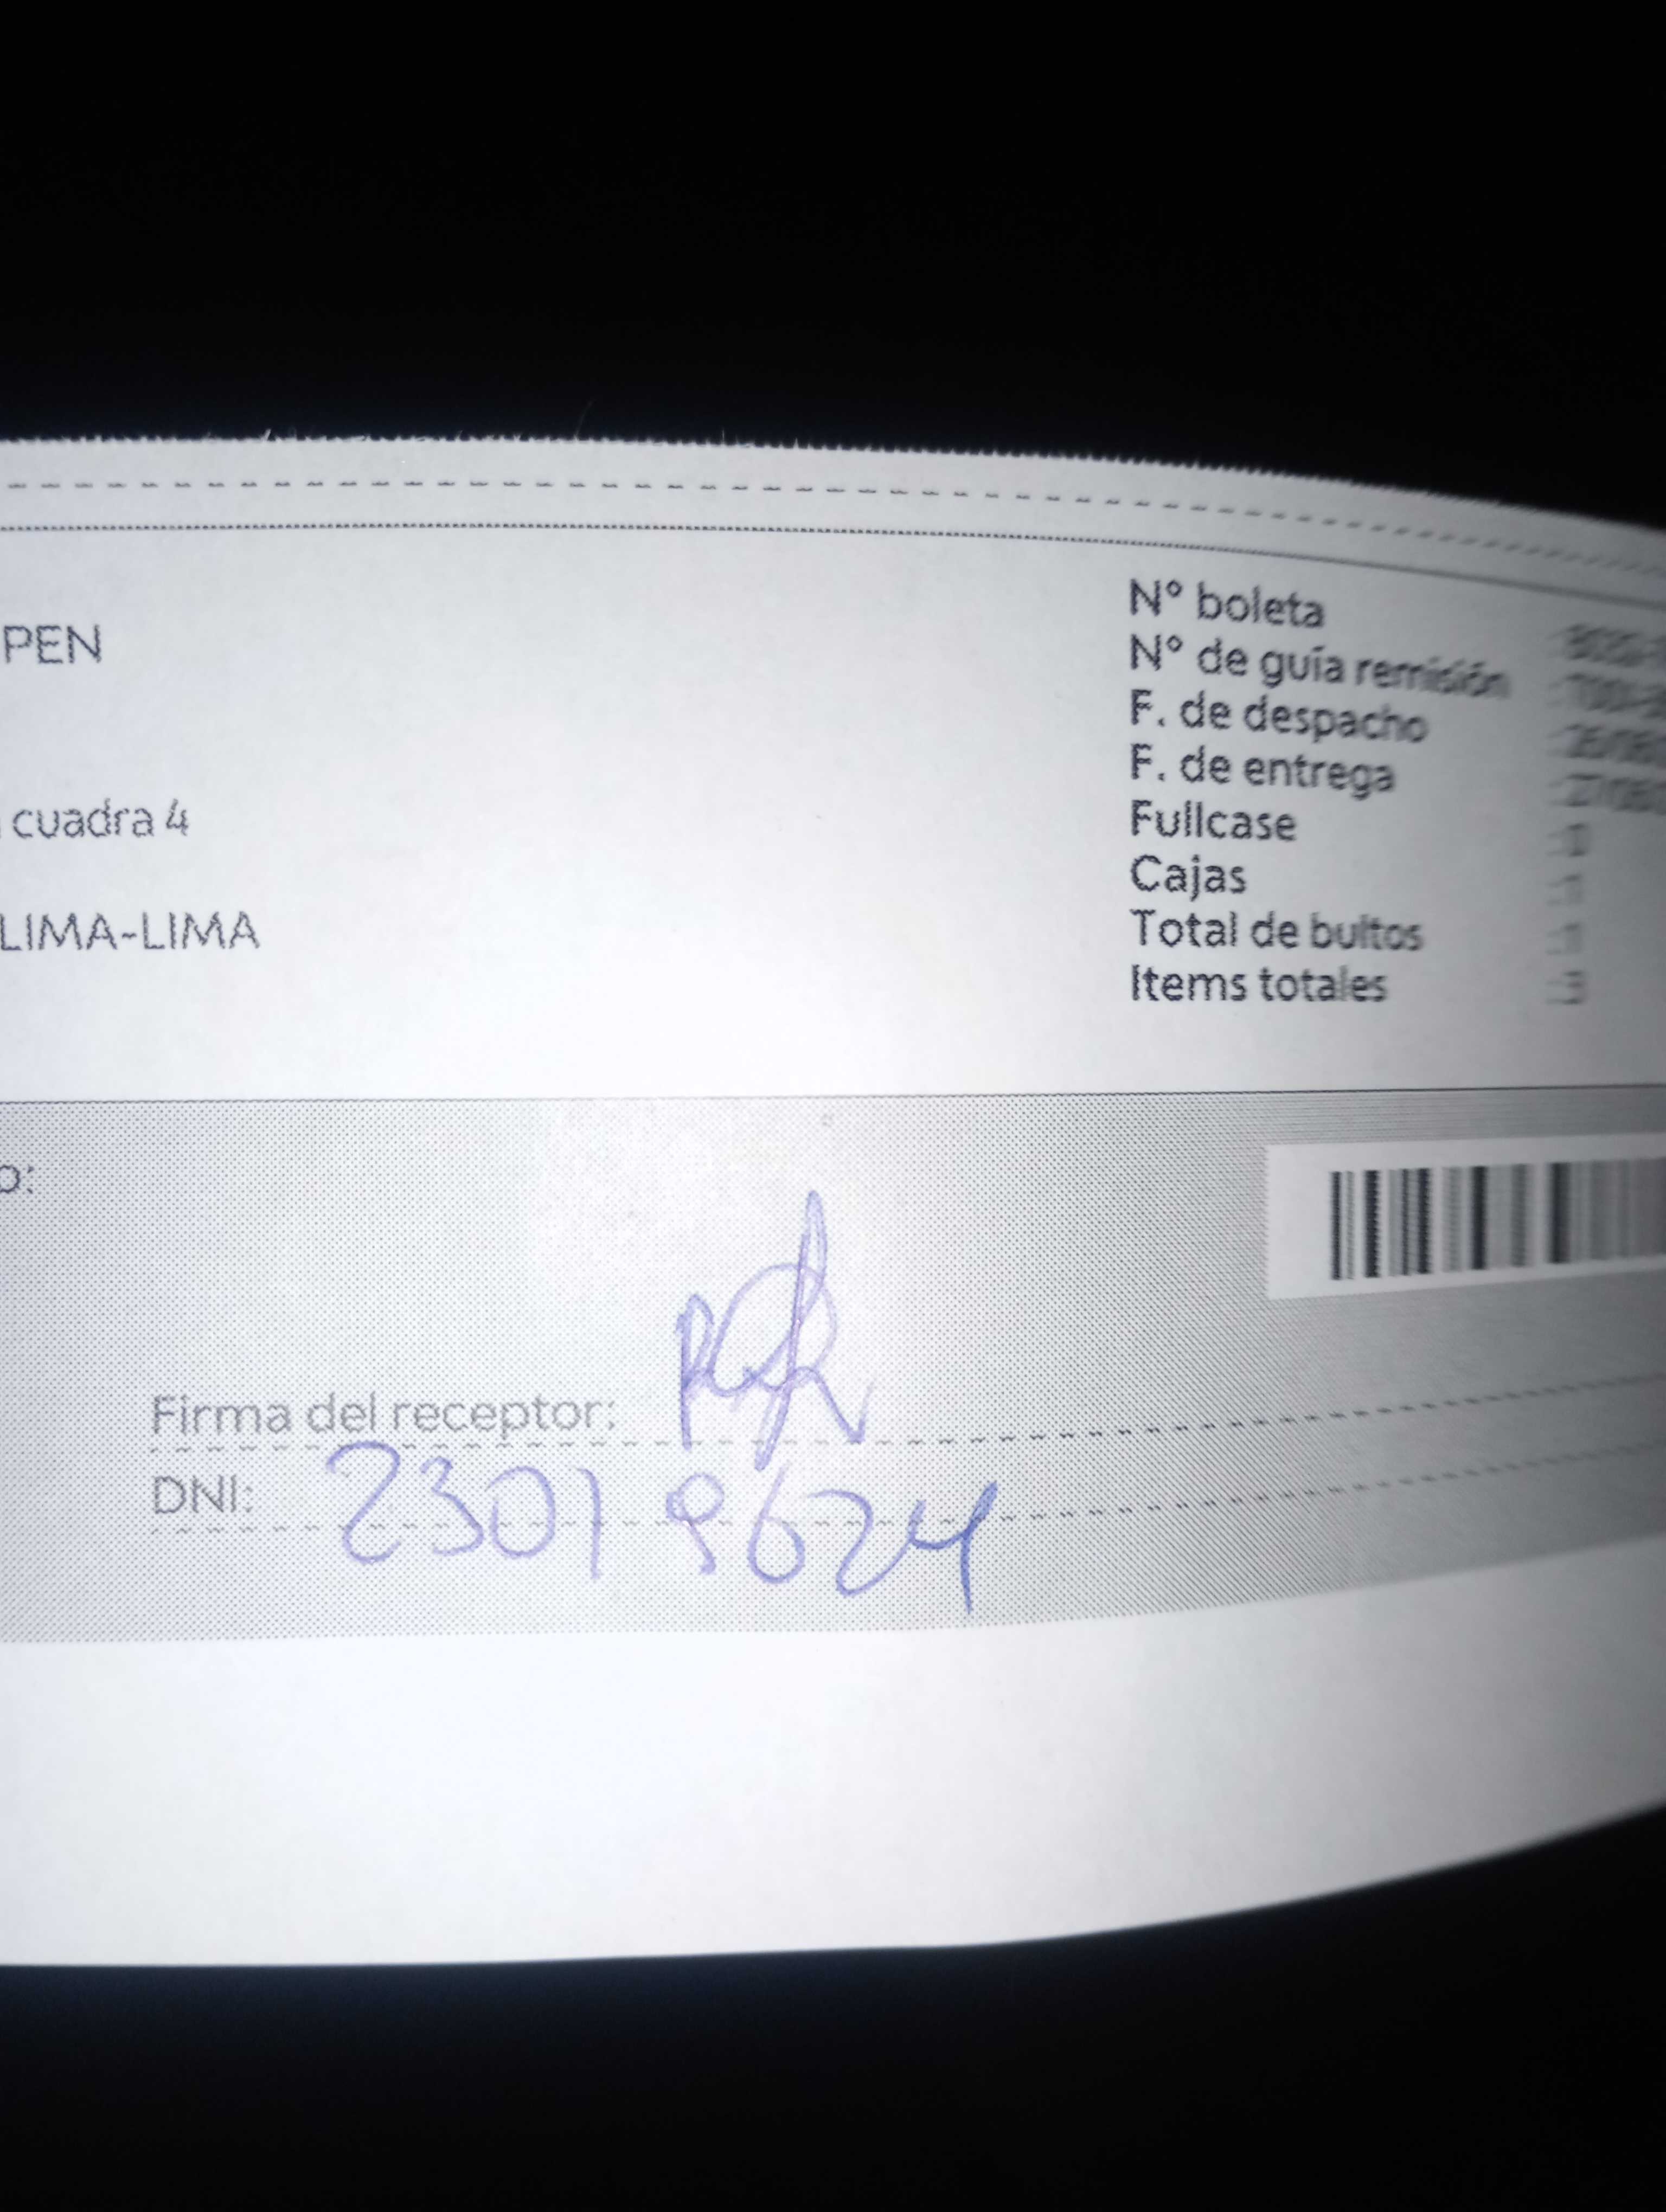 PEN
cuadra 4
LIMA-LIMA
N° boleta
N° de guía remisión
F. de despacho
F. de entrega
Fullcase
Cajas
Total de bultos
Items totales
Firma del receptor:
DNI: 23019624